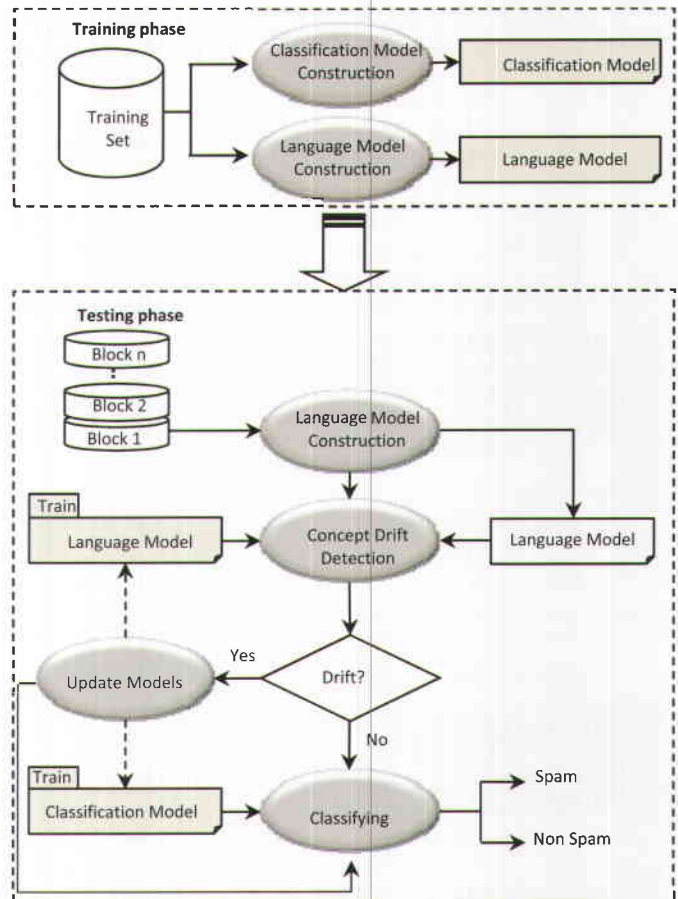 Training phase
Training
Set
Classification Model
Construction
Classification Model
Language Model
Construction
Language Model
Testing phase
Block n
Block 2
Block 1
Language Model
Construction
Train
Language Model
Concept Drift
Detection
Language Model
Update Models
Yes
Drift?
No
Train
Classification Model
Classifying
Spam
Non Spam